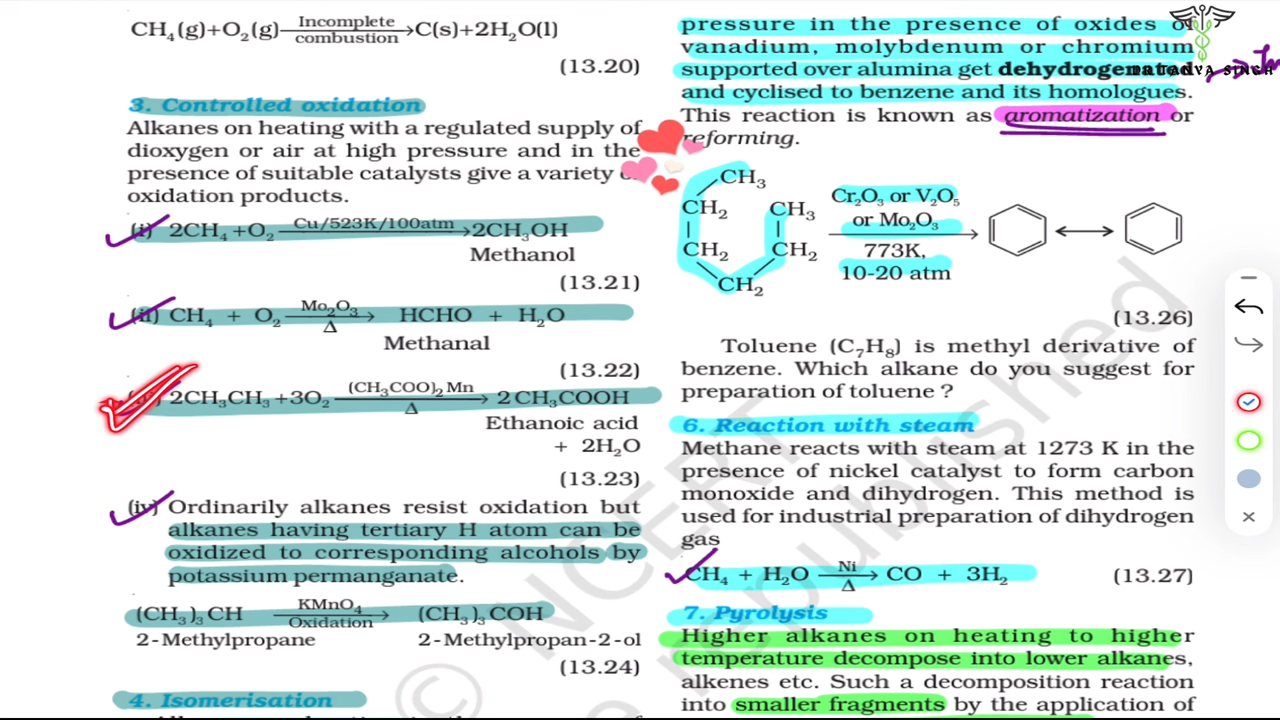 CH₄(g)+O₂(g) Incomplete combustion → C(s)+2H₂O(l)
(13.20)
3. Controlled oxidation
Alkanes on heating with a regulated supply of
dioxygen or air at high pressure and in the
presence of suitable catalysts give a variety
oxidation products.
(i) 2CH₄+O₂ Cu/523K/100atm → 2CH₃OH
Methanol
(13.21)
(ii) CH₄ + O₂ Mo₂O₃ Δ → HCHO + H₂O
Methanal
(13.22)
2CH₃CH₃+3O₂ (CH₃COO)₂Mn Δ → 2CH₃COOH
Ethanoic acid
+ 2H₂O
(13.23)
(iv) Ordinarily alkanes resist oxidation but
alkanes having tertiary H atom can be
oxidized to corresponding alcohols by
potassium permanganate.
(CH₃)₃CH KMnO₄ Oxidation → (CH₃)₃COH
2-Methylpropane 2-Methylpropan-2-ol
(13.24)
4. Isomerisation
pressure in the presence of oxides
vanadium, molybdenum or chromium
supported over alumina get dehydrogenated
and cyclised to benzene and its homologues.
This reaction is known as aromatization or
reforming.
CH₃
CH₂ CH₃
CH₂ CH₂
CH₂
Cr₂O₃ or V₂O₅
or Mo₂O₃
773K,
10-20 atm
(13.26)
Toluene (C₇H₈) is methyl derivative of
benzene. Which alkane do you suggest for
preparation of toluene ?
6. Reaction with steam
Methane reacts with steam at 1273 K in the
presence of nickel catalyst to form carbon
monoxide and dihydrogen. This method is
used for industrial preparation of dihydrogen
gas
CH₄ + H₂O Ni Δ → CO + 3H₂ (13.27)
7. Pyrolysis
Higher alkanes on heating to higher
temperature decompose into lower alkanes,
alkenes etc. Such a decomposition reaction
into smaller fragments by the application of
SINGH
© NCERT
republished